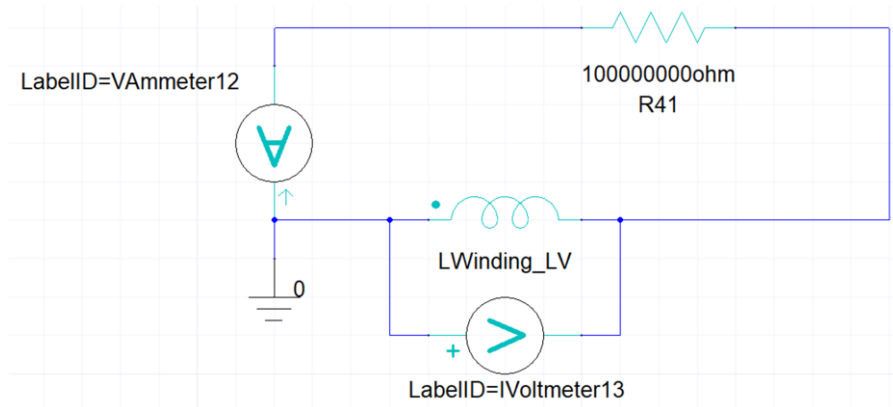 100000000ohm
LabelID=VAmmeter12
R41
A
LWinding_LV
0
+
V
LabelID=IVoltmeter13